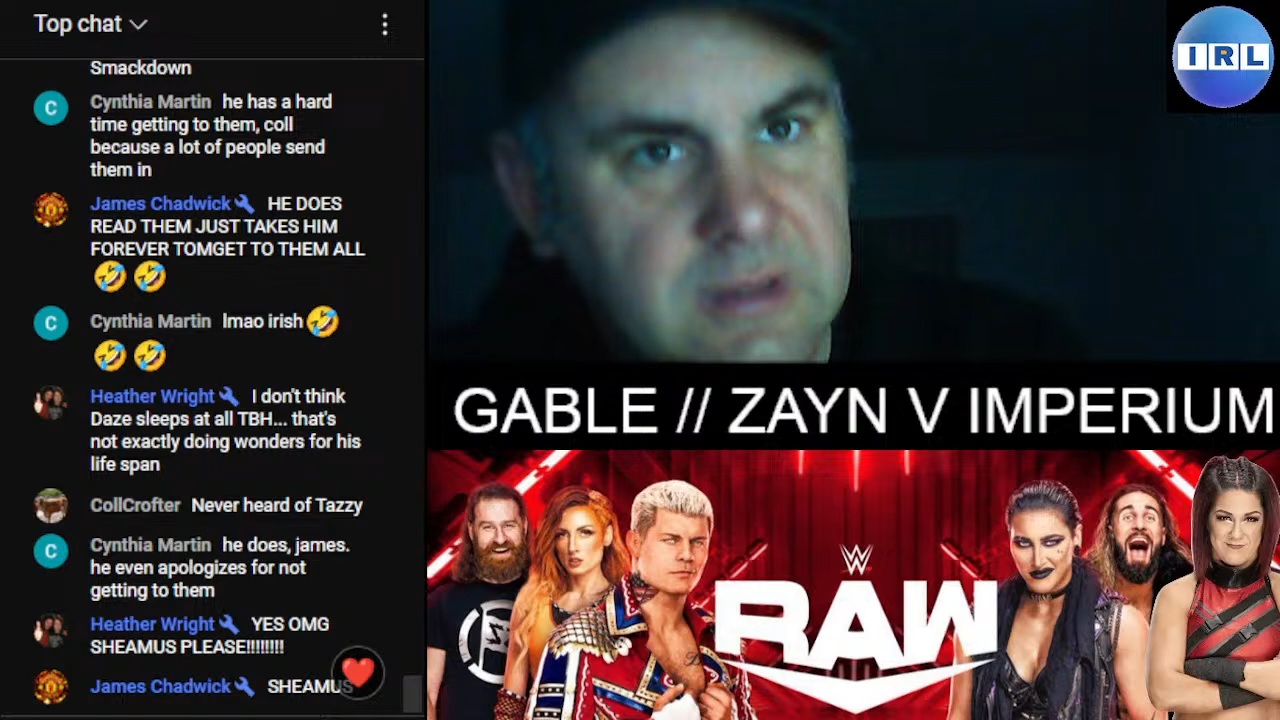 Top chat
Smackdown
C Cynthia Martin he has a hard
time getting to them, coll
because a lot of people send
them in
James Chadwick HE DOES
READ THEM JUST TAKES HIM
FOREVER TOMGET TO THEM ALL
🤣 🤣
C Cynthia Martin lmao irish🤣
🤣 🤣
Heather Wright I don't think
Daze sleeps at all TBH... that's
not exactly doing wonders for his
life span
CollCrofter Never heard of Tazzy
C Cynthia Martin he does, james.
he even apologizes for not
getting to them
Heather Wright YES OMG
SHEAMUS PLEASE!!!!!!!!
James Chadwick SHEAMUS
IRL
GABLE // ZAYN V IMPERIUM
W
RAW